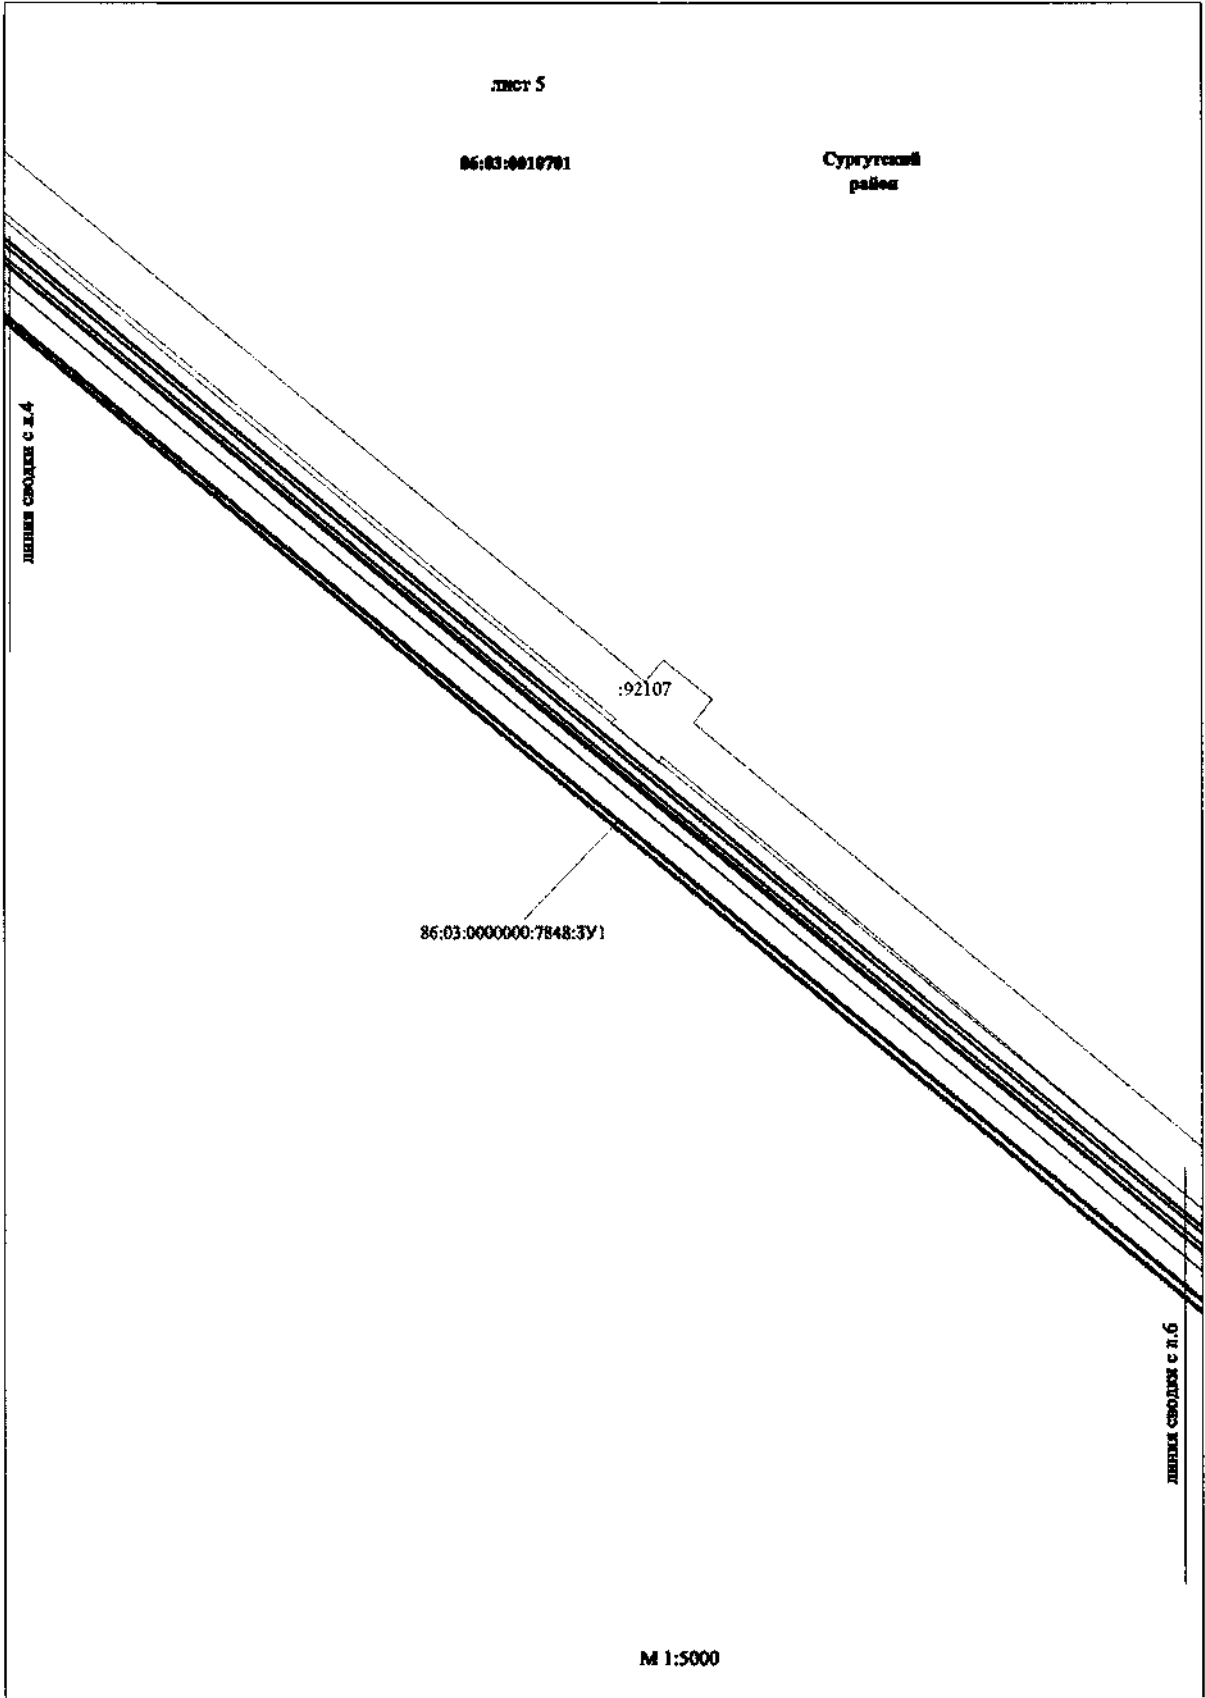 лист 5
86:03:0010701
Сургутский
район
линия сводки с л.4
:92107
86:03:0000000:7848:ЗУ1
линия сводки с л.6
М 1:5000